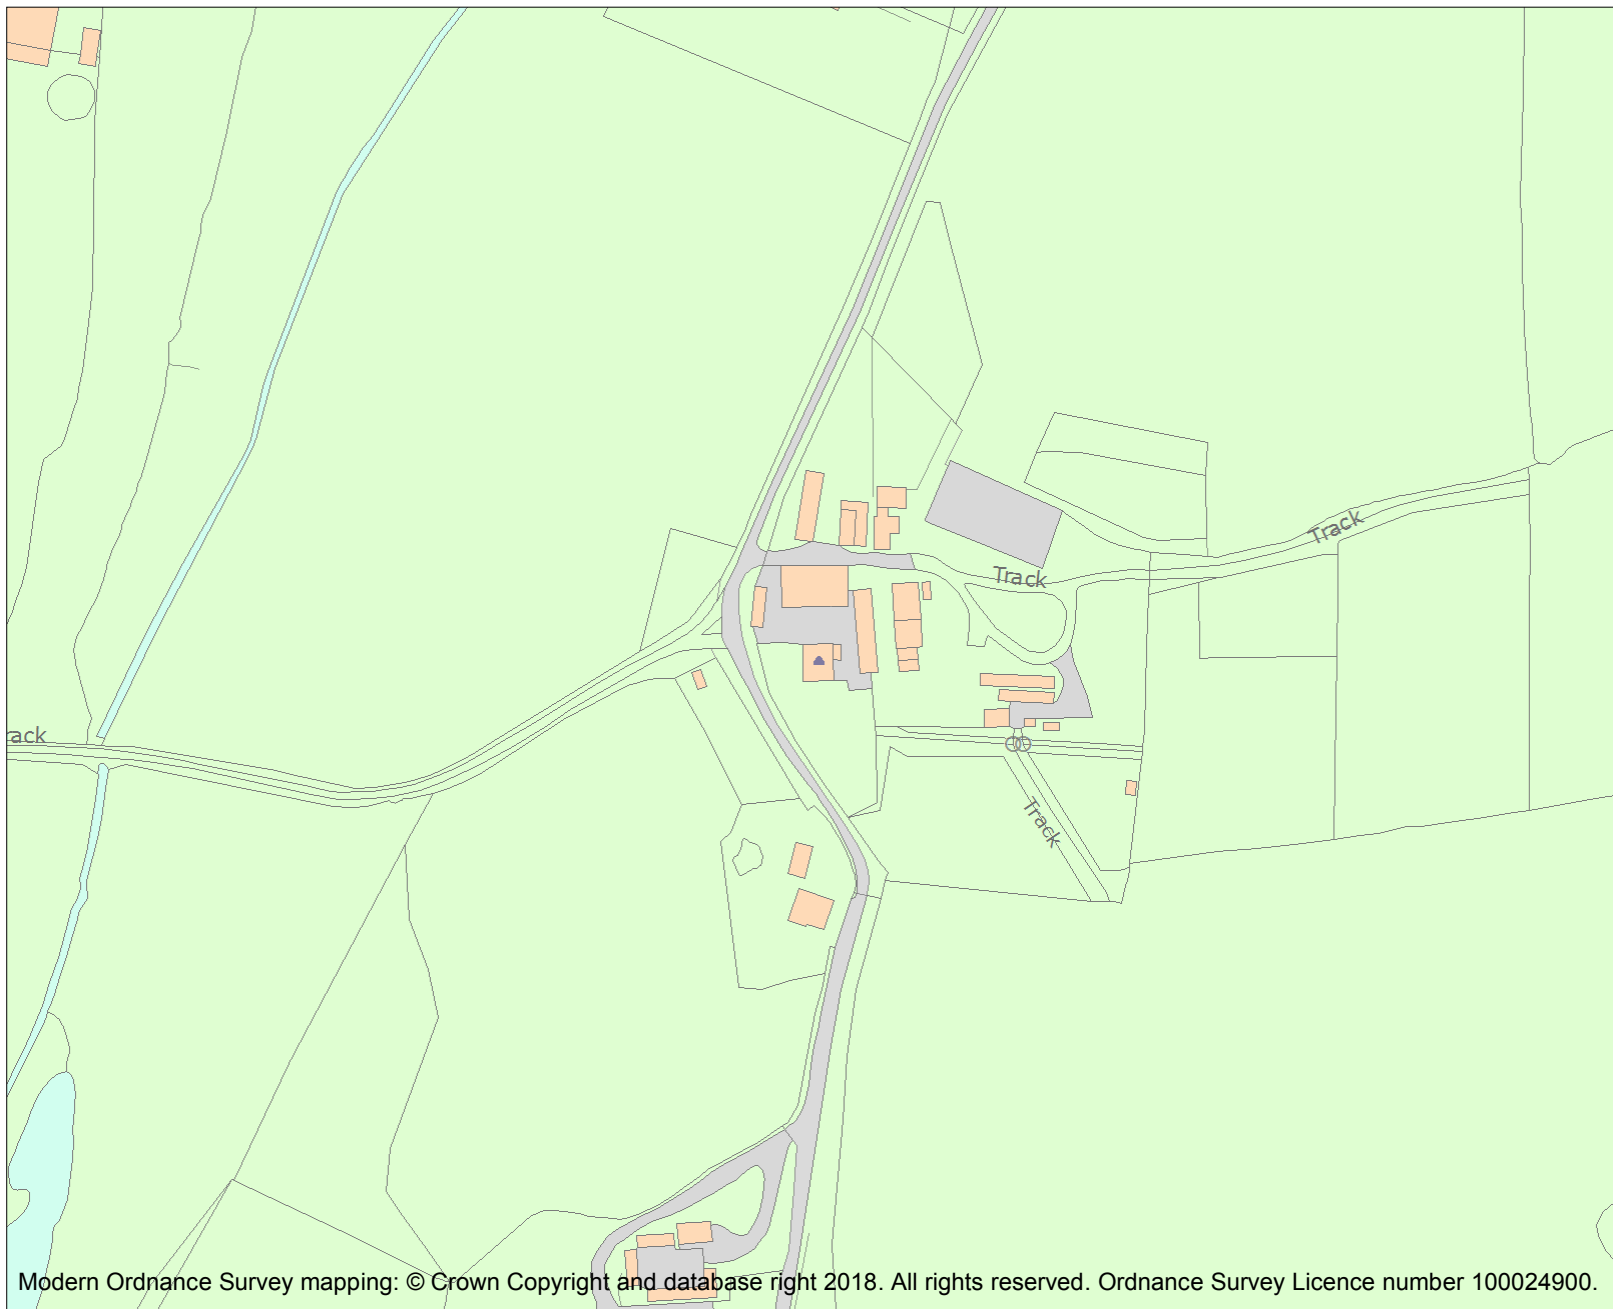 Track
Track
ack
Track
Modern Ordnance Survey mapping: © Crown Copyright and database right 2018. All rights reserved. Ordnance Survey Licence number 100024900.